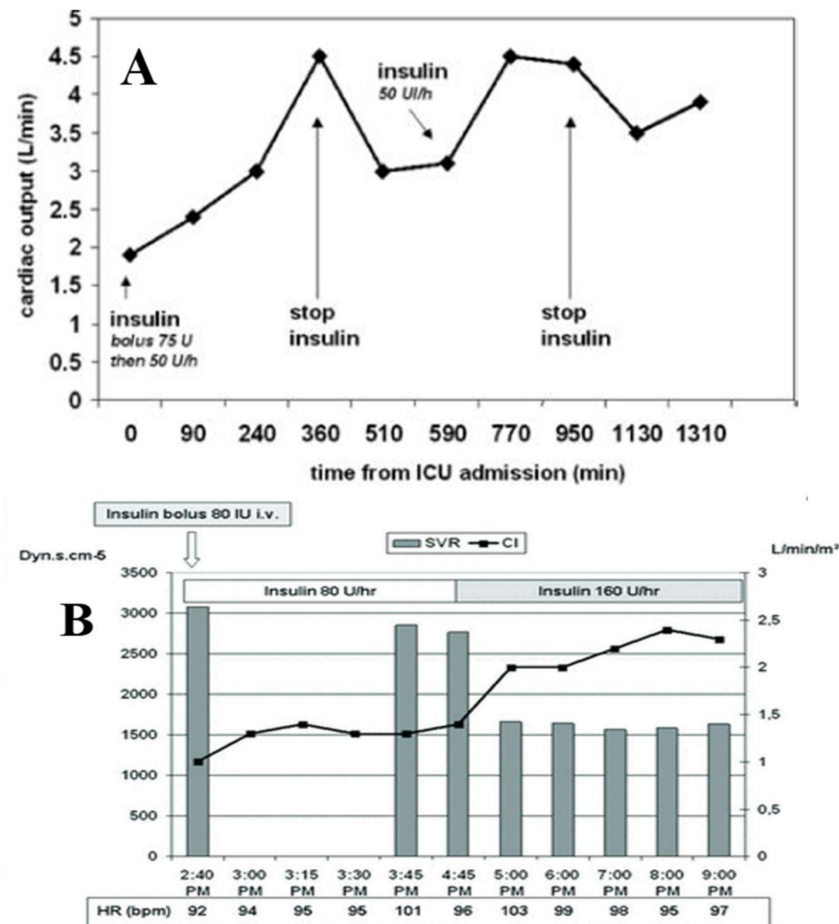 A
5
4.5
4
3.5
3
2.5
2
1.5
1
0.5
0
cardiac output (L/min)
insulin
bolus 75 U
then 50 U/h
stop
insulin
insulin
50 UI/h
stop
insulin
0 90 240 360 510 590 770 950 1130 1310
time from ICU admission (min)
Insulin bolus 80 IU i.v.
Dyn.s.cm-5
SVR CI
L/min/m²
B
Insulin 80 U/hr Insulin 160 U/hr
3500
3000
2500
2000
1500
1000
500
0
3
2,5
2
1,5
1
0,5
0
2:40 3:00 3:15 3:30 3:45 4:45 5:00 6:00 7:00 8:00 9:00
PM PM PM PM PM PM PM PM PM PM PM
HR (bpm) 92 94 95 95 101 96 103 99 98 95 97